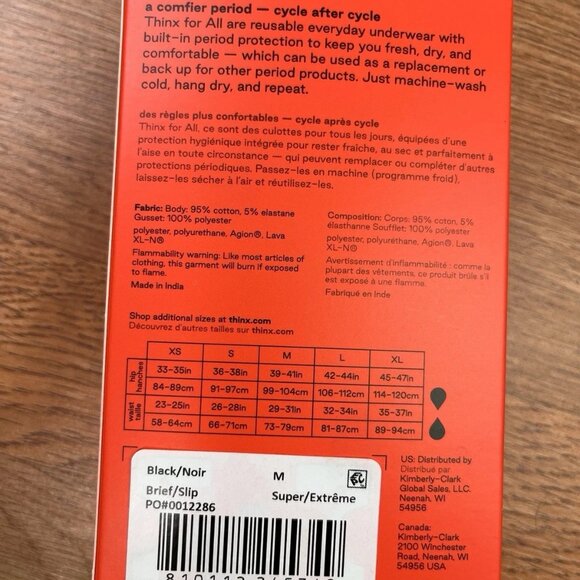 a comfier period — cycle after cycle
Thinx for All are reusable everyday underwear with
built-in period protection to keep you fresh, dry, and
comfortable — which can be used as a replacement or
back up for other period products. Just machine-wash
cold, hang dry, and repeat.
des règles plus confortables — cycle après cycle
Thinx for All, ce sont des culottes pour tous les jours, équipées d'une
protection hygiénique intégrée pour rester fraîche, au sec et parfaitement à
l'aise en toute circonstance — qui peuvent remplacer ou compléter d'autres
protections périodiques. Passez-les en machine (programme froid),
laissez-les sécher à l'air et réutilisez-les.
Fabric: Body: 95% cotton, 5% elastane
Gusset: 100% polyester
polyester, polyurethane, Agion®, Lava
XL-N®
Flammability warning: Like most articles of
clothing, this garment will burn if exposed
to flame.
Made in India
Composition: Corps: 95% coton, 5%
élasthanne Soufflet: 100% polyester
polyester, polyuréthane, Agion®, Lava
XL-N®
Avertissement d'inflammabilité : comme la
plupart des vêtements, ce produit brûle s'il
est exposé à une flamme.
Fabriqué en Inde
Shop additional sizes at thinx.com
Découvrez d'autres tailles sur thinx.com
XS S M L XL
hip
hanches
33-35in 36-38in 39-41in 42-44in 45-47in
84-89cm 91-97cm 99-104cm 106-112cm 114-120cm
waist
taille
23-25in 26-28in 29-31in 32-34in 35-37in
58-64cm 66-71cm 73-79cm 81-87cm 89-94cm
Black/Noir M
Brief/Slip Super/Extrême
PO#0012286
US: Distributed by
Distribué par
Kimberly-Clark
Global Sales, LLC.
Neenah, WI
54956
Canada:
Kimberly-Clark
2100 Winchester
Road, Neenah, WI
54956 USA